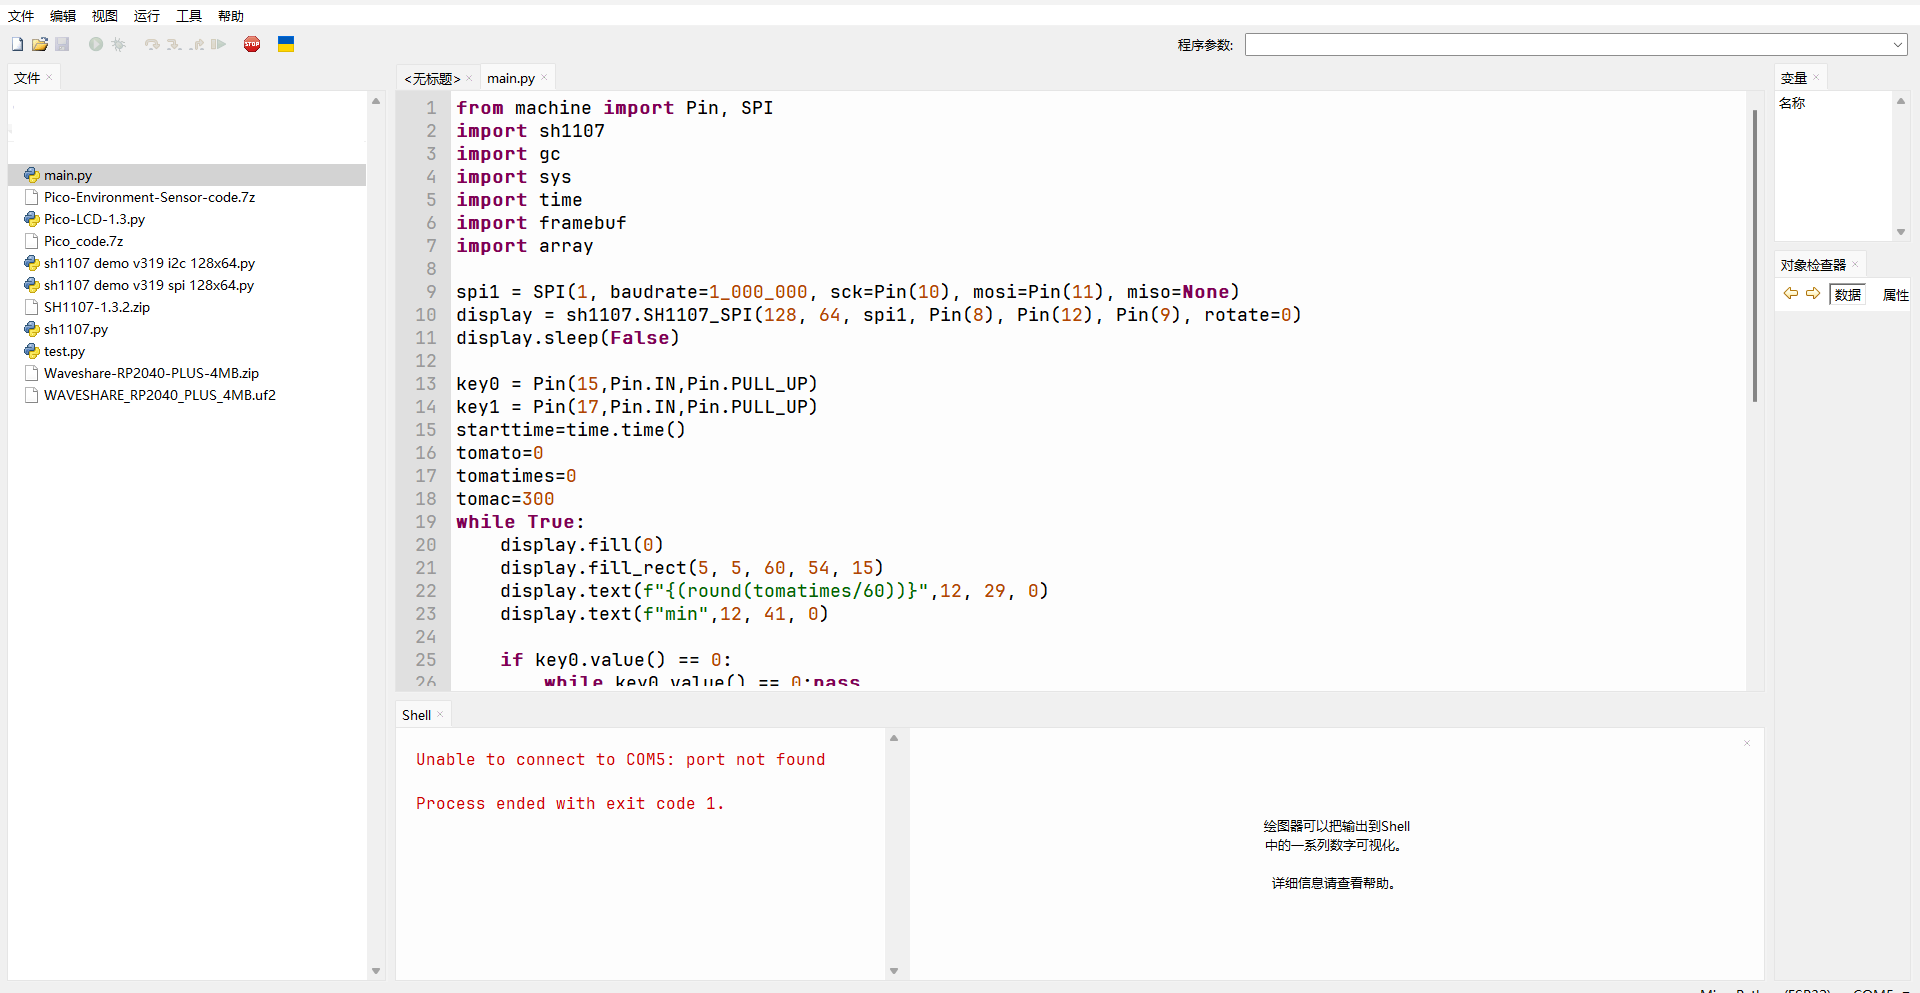 文件 编辑 视图 运行 工具 帮助
STOP
程序参数:
文件
main.py
Pico-Environment-Sensor-code.7z
Pico-LCD-1.3.py
Pico_code.7z
sh1107 demo v319 i2c 128x64.py
sh1107 demo v319 spi 128x64.py
SH1107-1.3.2.zip
sh1107.py
test.py
Waveshare-RP2040-PLUS-4MB.zip
WAVESHARE_RP2040_PLUS_4MB.uf2
<无标题> main.py
1 from machine import Pin, SPI
2 import sh1107
3 import gc
4 import sys
5 import time
6 import framebuf
7 import array
8
9 spi1 = SPI(1, baudrate=1_000_000, sck=Pin(10), mosi=Pin(11), miso=None)
10 display = sh1107.SH1107_SPI(128, 64, spi1, Pin(8), Pin(12), Pin(9), rotate=0)
11 display.sleep(False)
12
13 key0 = Pin(15,Pin.IN,Pin.PULL_UP)
14 key1 = Pin(17,Pin.IN,Pin.PULL_UP)
15 starttime=time.time()
16 tomato=0
17 tomatimes=0
18 tomac=300
19 while True:
20     display.fill(0)
21     display.fill_rect(5, 5, 60, 54, 15)
22     display.text(f"{(round(tomatimes/60))}",12, 29, 0)
23     display.text(f"min",12, 41, 0)
24
25     if key0.value() == 0:
26         while key0.value() == 0:pass
Shell
Unable to connect to COM5: port not found
Process ended with exit code 1.
绘图器可以把输出到Shell
中的一系列数字可视化。
详细信息请查看帮助。
变量
名称
对象检查器
数据 属性